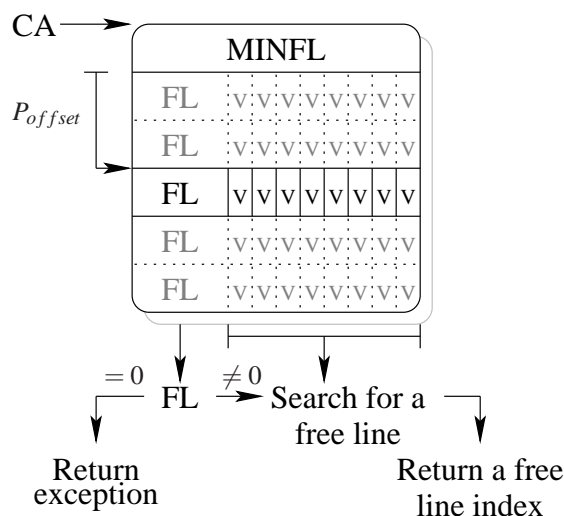 CA
MINFL
P_offset
FL v v v v v v v v
FL v v v v v v v v
FL v v v v v v v v
FL v v v v v v v v
FL v v v v v v v v
= 0 FL ≠ 0 Search for a
free line
Return
exception
Return a free
line index